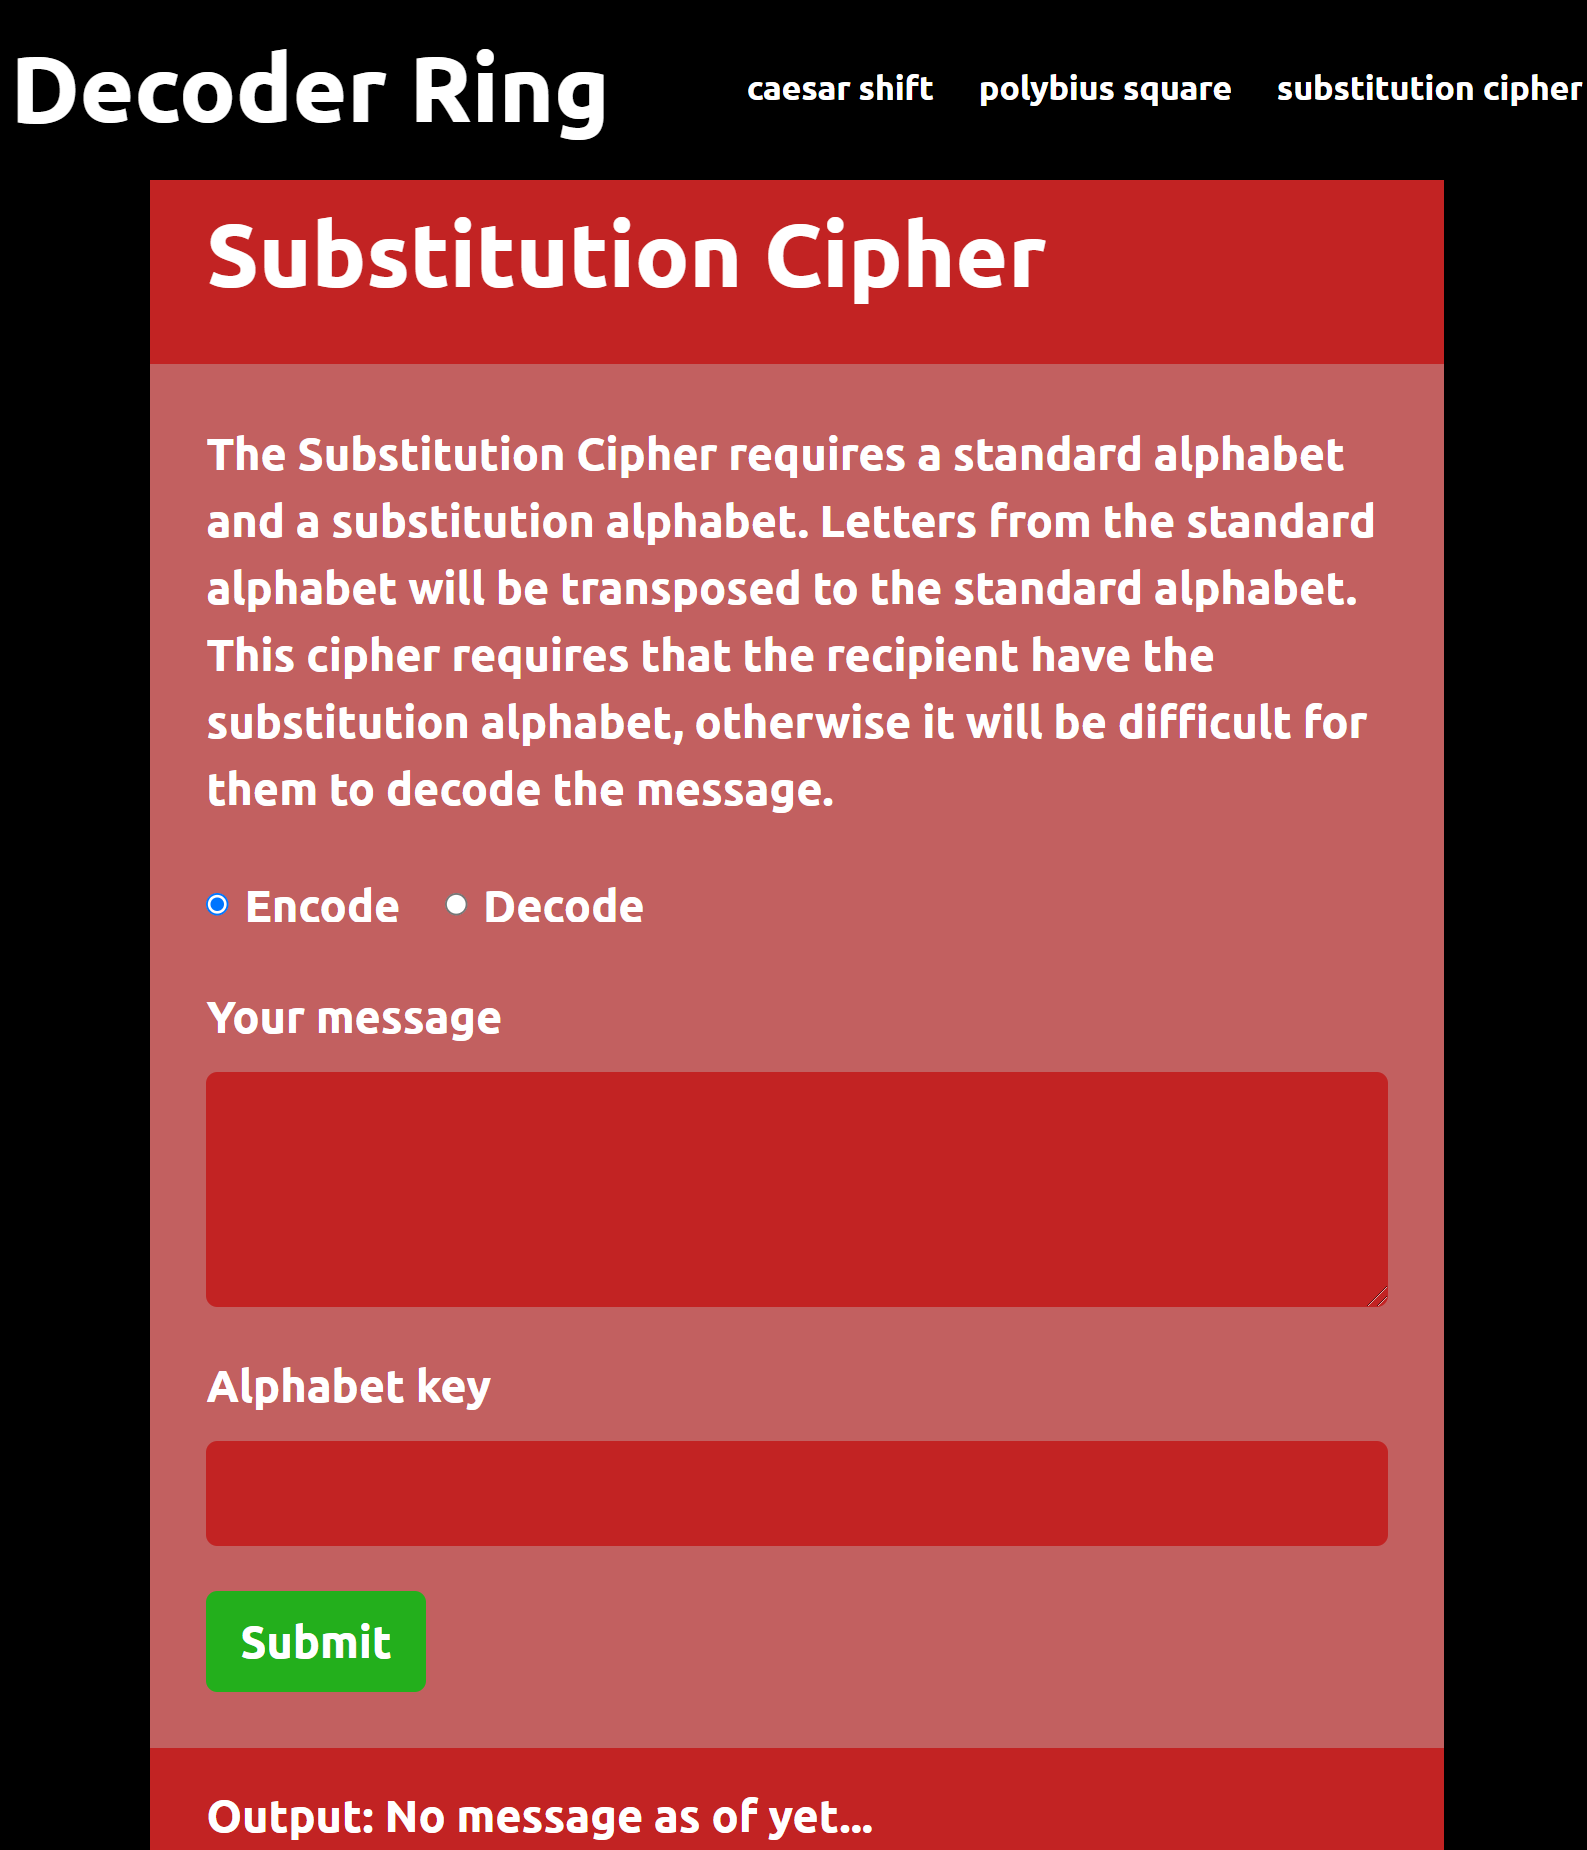 Decoder Ring
caesar shift polybius square substitution cipher
Substitution Cipher
The Substitution Cipher requires a standard alphabet
and a substitution alphabet. Letters from the standard
alphabet will be transposed to the standard alphabet.
This cipher requires that the recipient have the
substitution alphabet, otherwise it will be difficult for
them to decode the message.
Encode Decode
Your message
Alphabet key
Submit
Output: No message as of yet...